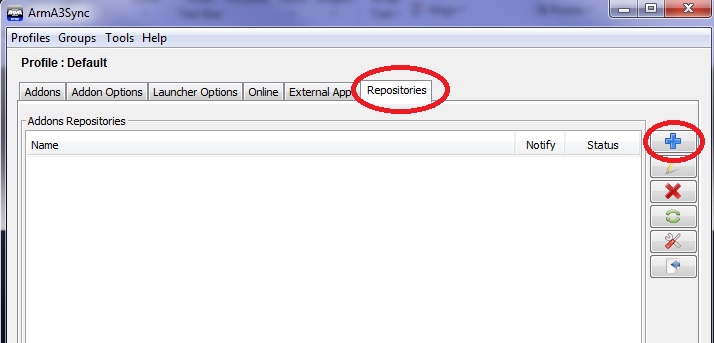 ArmA3Sync
Profiles Groups Tools Help
Profile : Default
Addons Addon Options Launcher Options Online External App Repositories
Addons Repositories
Name Notify Status